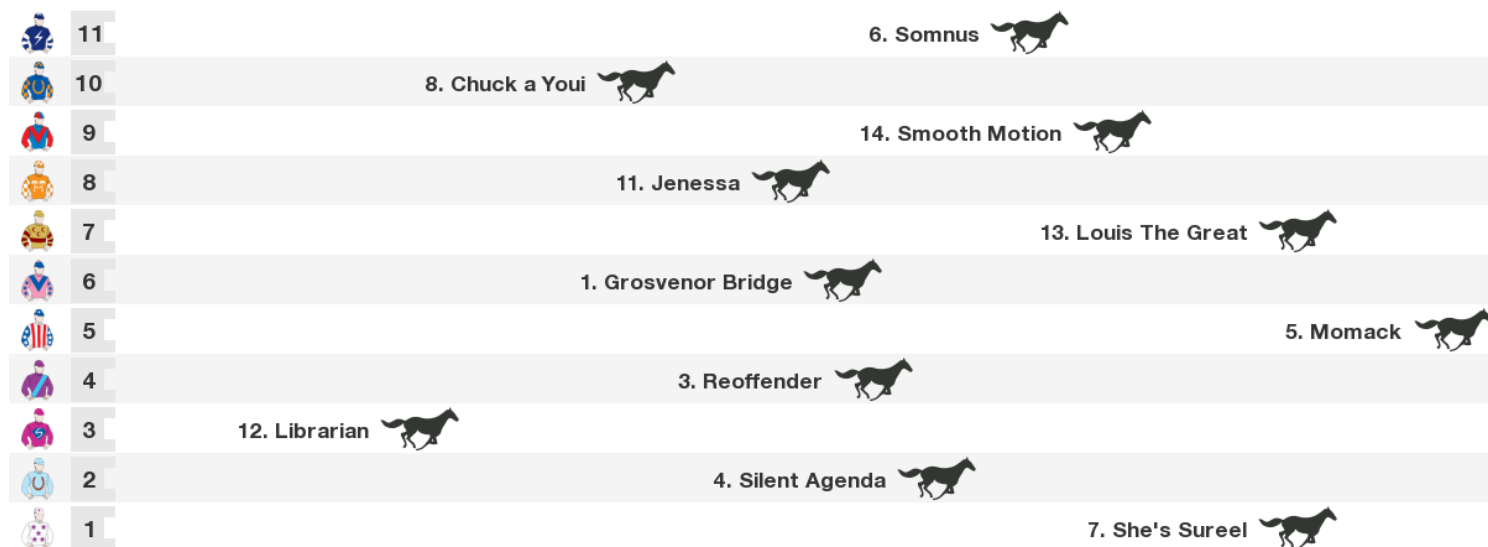 11 6. Somnus
10 8. Chuck a Youi
9 14. Smooth Motion
8 11. Jenessa
7 13. Louis The Great
6 1. Grosvenor Bridge
5 5. Momack
4 3. Reoffender
3 12. Librarian
2 4. Silent Agenda
1 7. She's Sureel